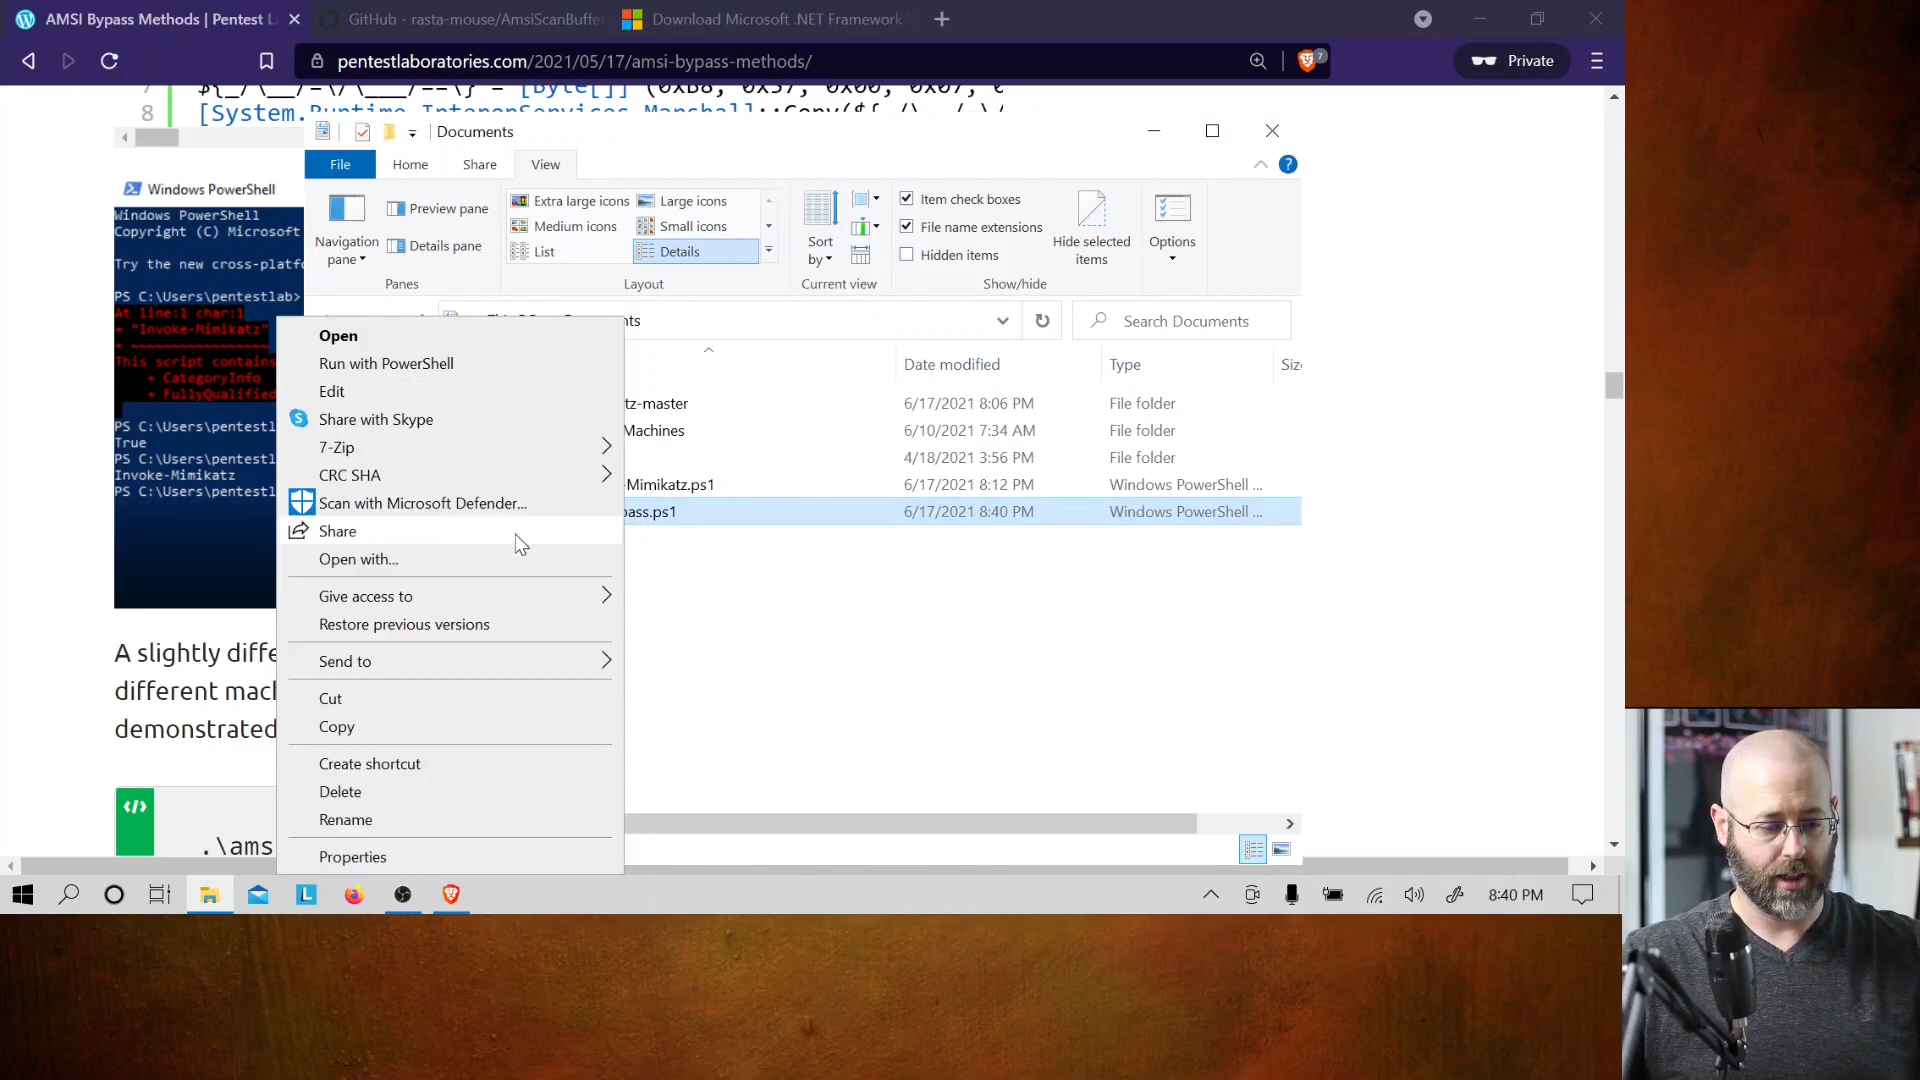 AMSI Bypass Methods | Pentest L
GitHub - rasta-mouse/AmsiScanBuffe
Download Microsoft .NET Framework
pentestlaboratories.com/2021/05/17/amsi-bypass-methods/
7
Private
8
Documents
File
Home
Share
View
Navigation pane
Preview pane
Details pane
Panes
Extra large icons
Large icons
Medium icons
Small icons
List
Details
Layout
Sort by
Current view
Item check boxes
File name extensions
Hidden items
Hide selected items
Show/hide
Options
Windows PowerShell
Windows PowerShell
Copyright (C) Microsoft
Try the new cross-platfo
PS C:\Users\pentestlab>
At line:1 char:1
+ "Invoke-Mimikatz"
+ ~~~~~~~~~~~~~~~~~
This script contains
+ CategoryInfo
+ FullyQualified
PS C:\Users\pentestl
True
PS C:\Users\pentestl
Invoke-Mimikatz
PS C:\Users\pentestl
nts
Search Documents
Date modified
Type
Siz
tz-master
6/17/2021 8:06 PM
File folder
Machines
6/10/2021 7:34 AM
File folder
4/18/2021 3:56 PM
File folder
-Mimikatz.ps1
6/17/2021 8:12 PM
Windows PowerShell ...
pass.ps1
6/17/2021 8:40 PM
Windows PowerShell ...
Open
Run with PowerShell
Edit
Share with Skype
7-Zip
CRC SHA
Scan with Microsoft Defender...
Share
Open with...
Give access to
Restore previous versions
Send to
Cut
Copy
Create shortcut
Delete
Rename
Properties
A slightly diffe
different mac
demonstrated
</>
.\ams
8:40 PM